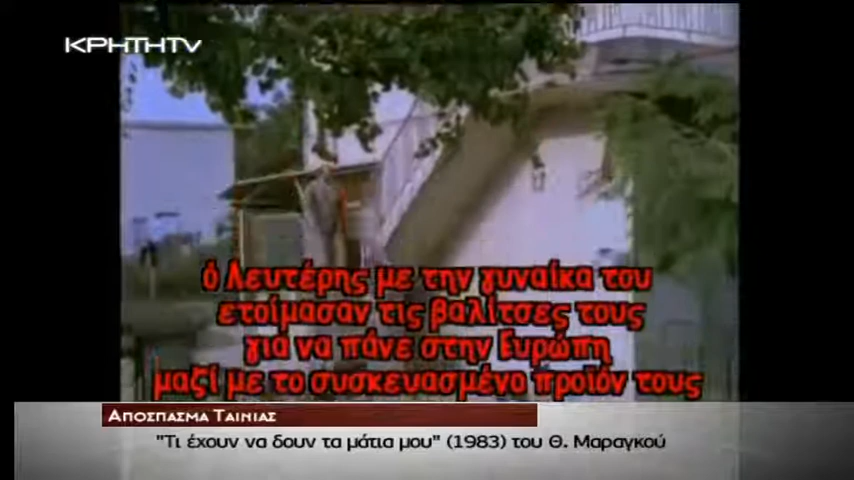 ΚΡΗΤΗTV
ὁ Λευτέρης με την γυναίκα του
ετοίμασαν τις βαλίτσες τους
για να πάνε στην Ευρώπη
μαζί με το συσκευασμένο προϊόν τους
ΑΠΟΣΠΑΣΜΑ ΤΑΙΝΙΑΣ
"Τι έχουν να δουν τα μάτια μου" (1983) του Θ. Μαραγκού